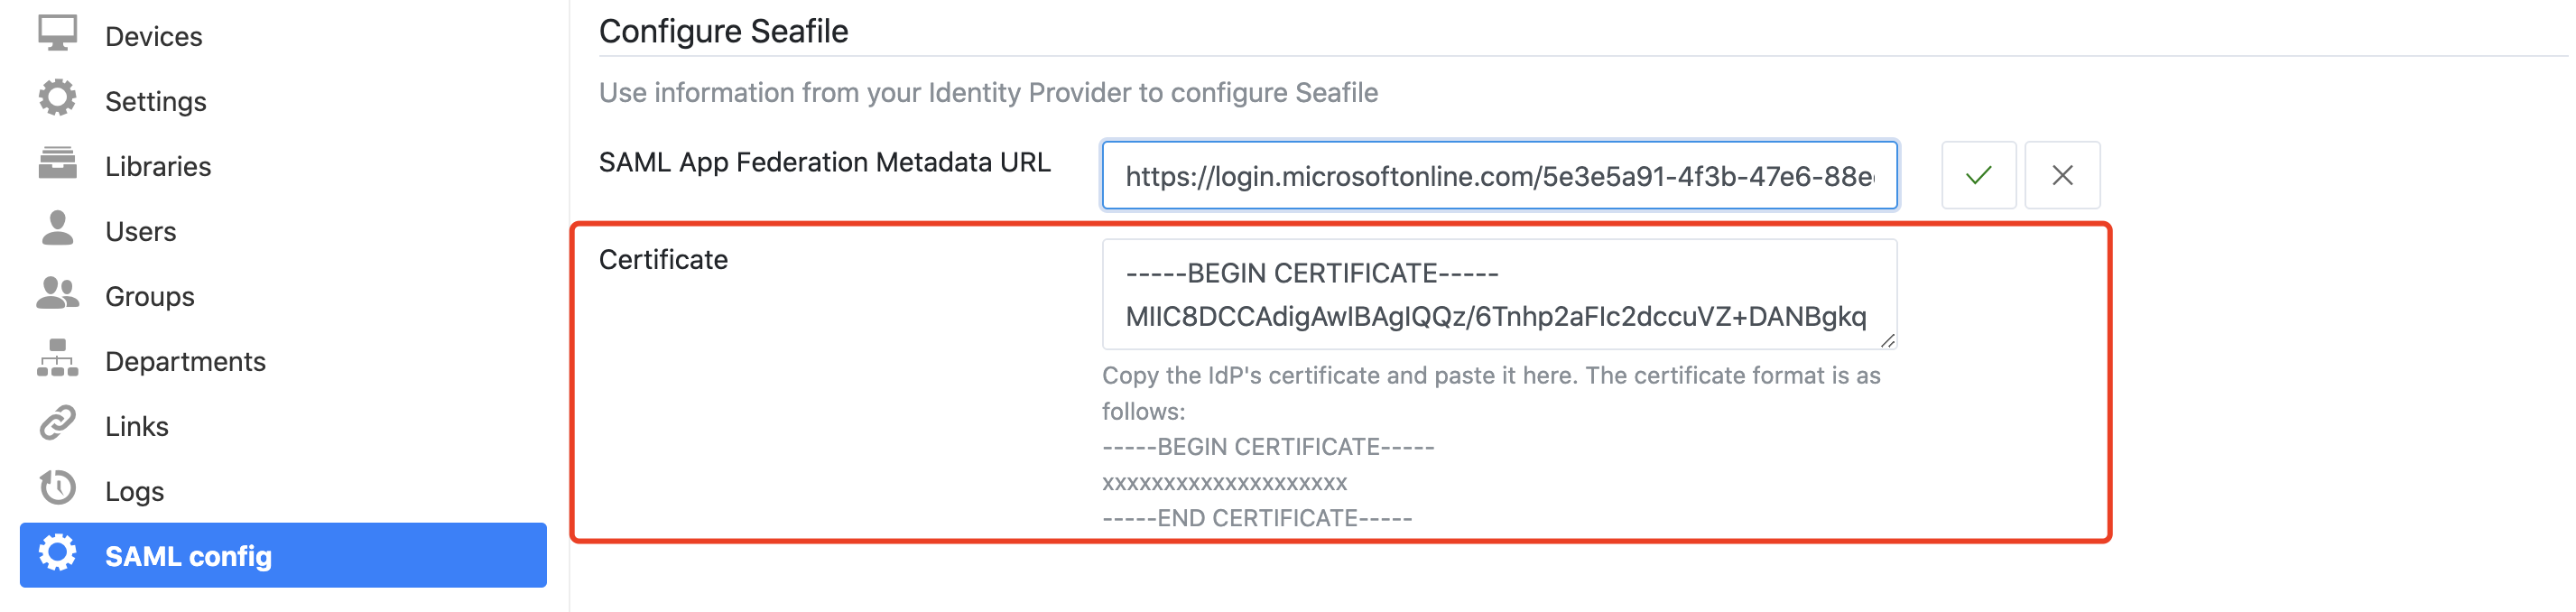 Devices
Settings
Libraries
Users
Groups
Departments
Links
Logs
SAML config
Configure Seafile
Use information from your Identity Provider to configure Seafile
SAML App Federation Metadata URL
https://login.microsoftonline.com/5e3e5a91-4f3b-47e6-88e
Certificate
-----BEGIN CERTIFICATE-----
MIIC8DCCAdigAwIBAgIQQz/6Tnhp2aFIc2dccuVZ+DANBgkq
Copy the IdP's certificate and paste it here. The certificate format is as
follows:
-----BEGIN CERTIFICATE-----
xxxxxxxxxxxxxxxxxxxx
-----END CERTIFICATE-----